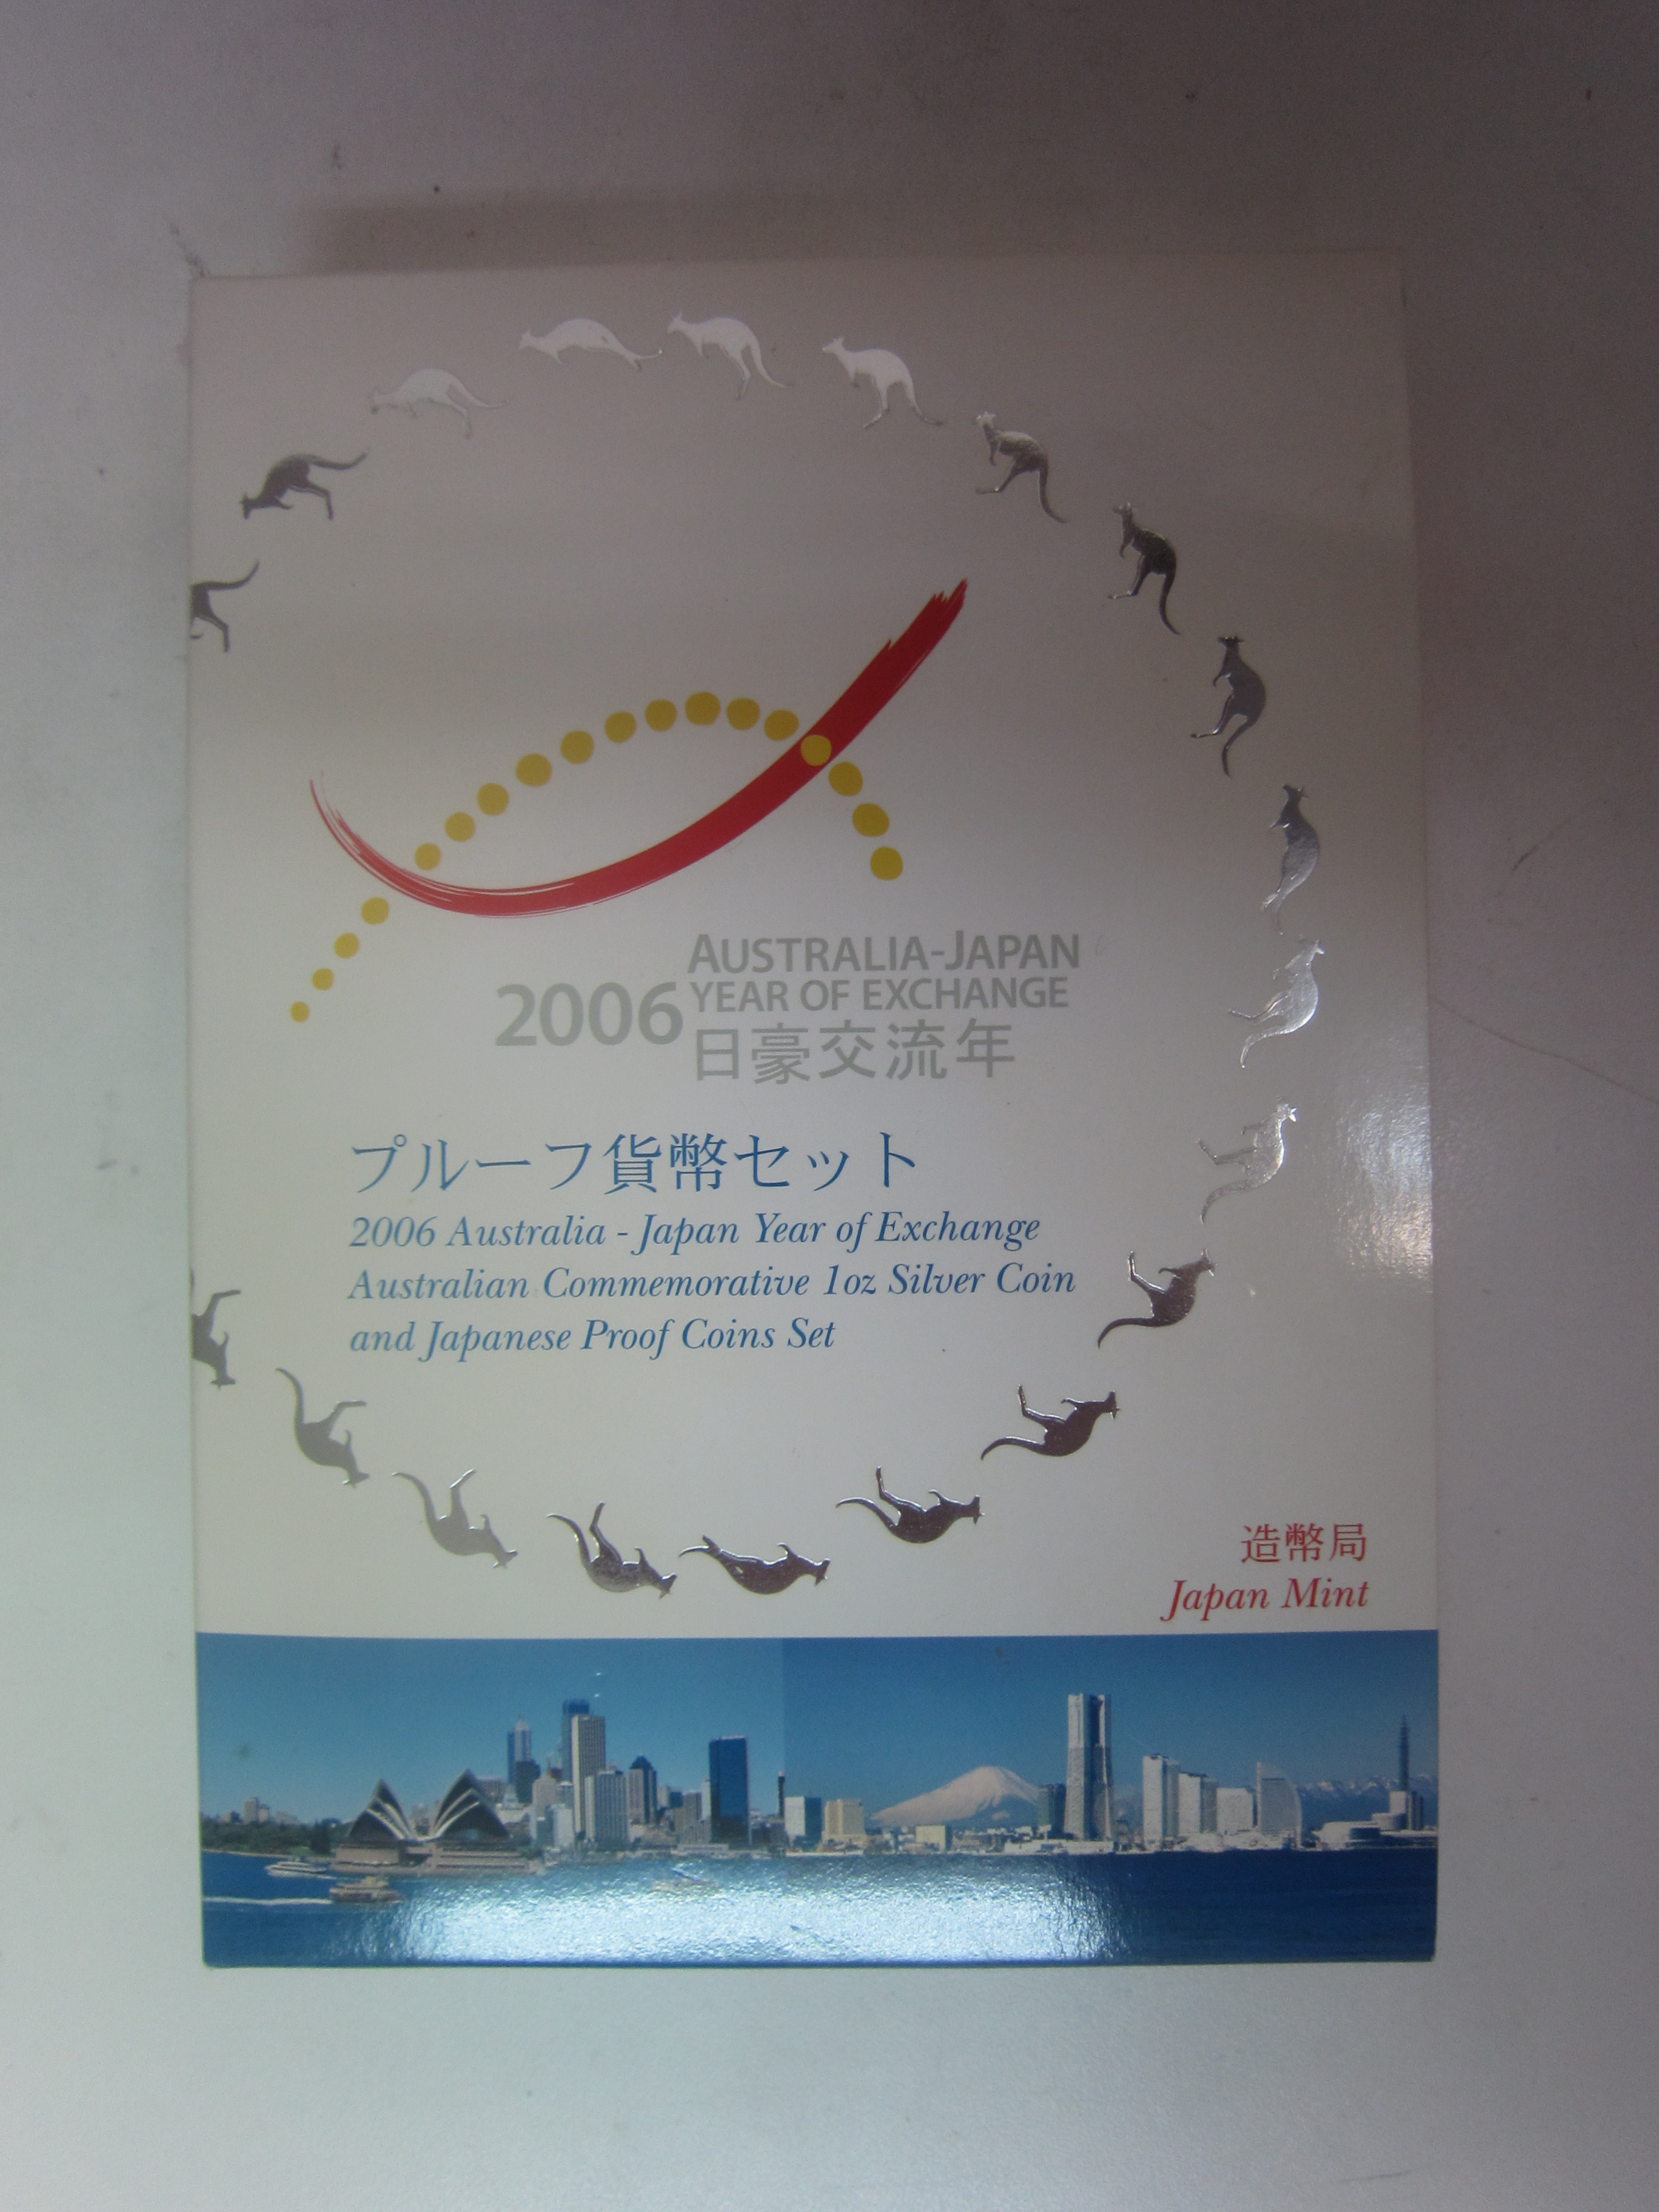 2006
AUSTRALIA-JAPAN
YEAR OF EXCHANGE
日豪交流年
プルーフ貨幣セット
2006 Australia - Japan Year of Exchange
Australian Commemorative 1oz Silver Coin
and Japanese Proof Coins Set
造幣局
Japan Mint